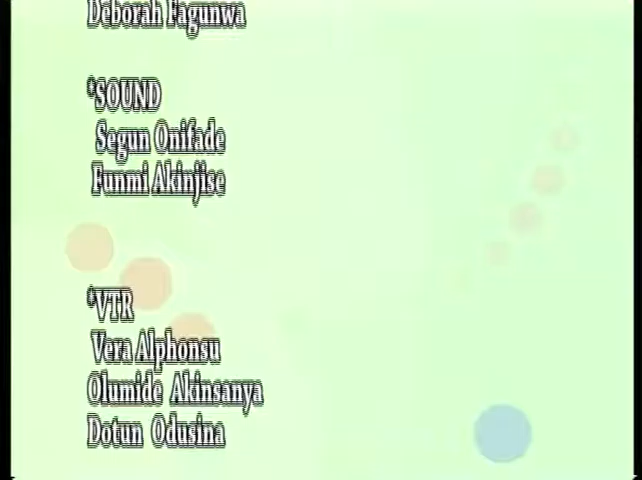 Deborah Fagunwa
*SOUND
Segun Onifade
Funmi Akinjise
*VTR
Vera Alphonsu
Olumide Akinsanya
Dotun Odusina